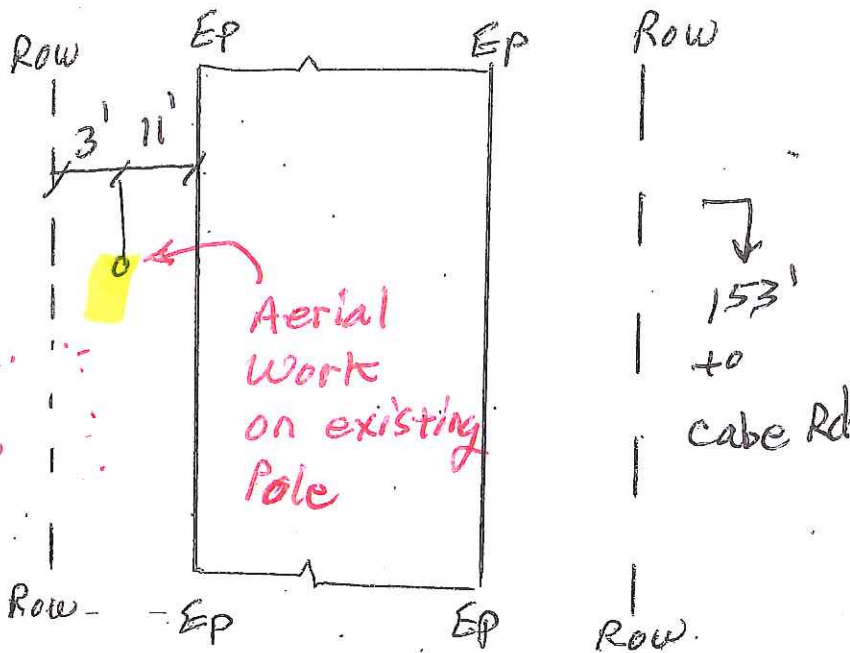 Row
Ep
Ep
Row
3'
11'
Aerial
Work
on existing
Pole
153'
to
cabe Rd
Row
Ep
Ep
Row